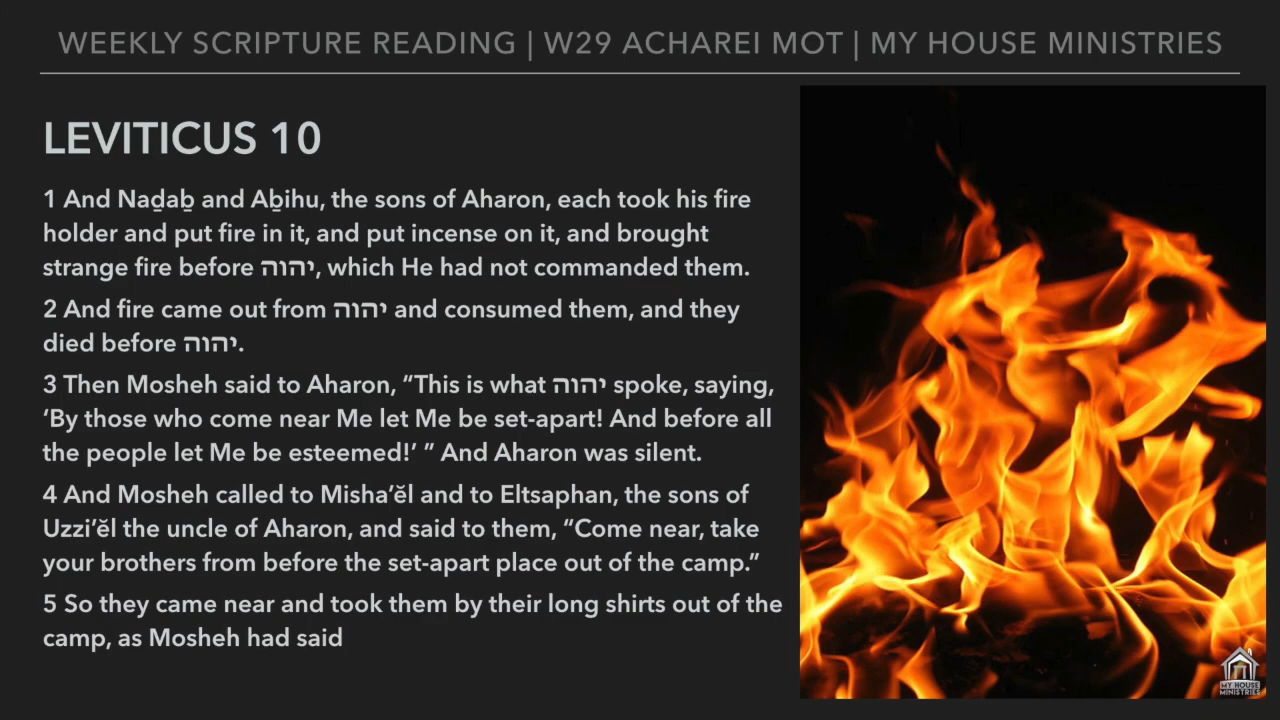 WEEKLY SCRIPTURE READING | W29 ACHAREI MOT | MY HOUSE MINISTRIES
LEVITICUS 10
1 And Naḏaḇ and Aḇihu, the sons of Aharon, each took his fire
holder and put fire in it, and put incense on it, and brought
strange fire before יהוה, which He had not commanded them.
2 And fire came out from יהוה and consumed them, and they
died before יהוה.
3 Then Mosheh said to Aharon, “This is what יהוה spoke, saying,
‘By those who come near Me let Me be set-apart! And before all
the people let Me be esteemed!’ ” And Aharon was silent.
4 And Mosheh called to Misha’ĕl and to Eltsaphan, the sons of
Uzzi’ĕl the uncle of Aharon, and said to them, “Come near, take
your brothers from before the set-apart place out of the camp.”
5 So they came near and took them by their long shirts out of the
camp, as Mosheh had said
MY HOUSE
MINISTRIES